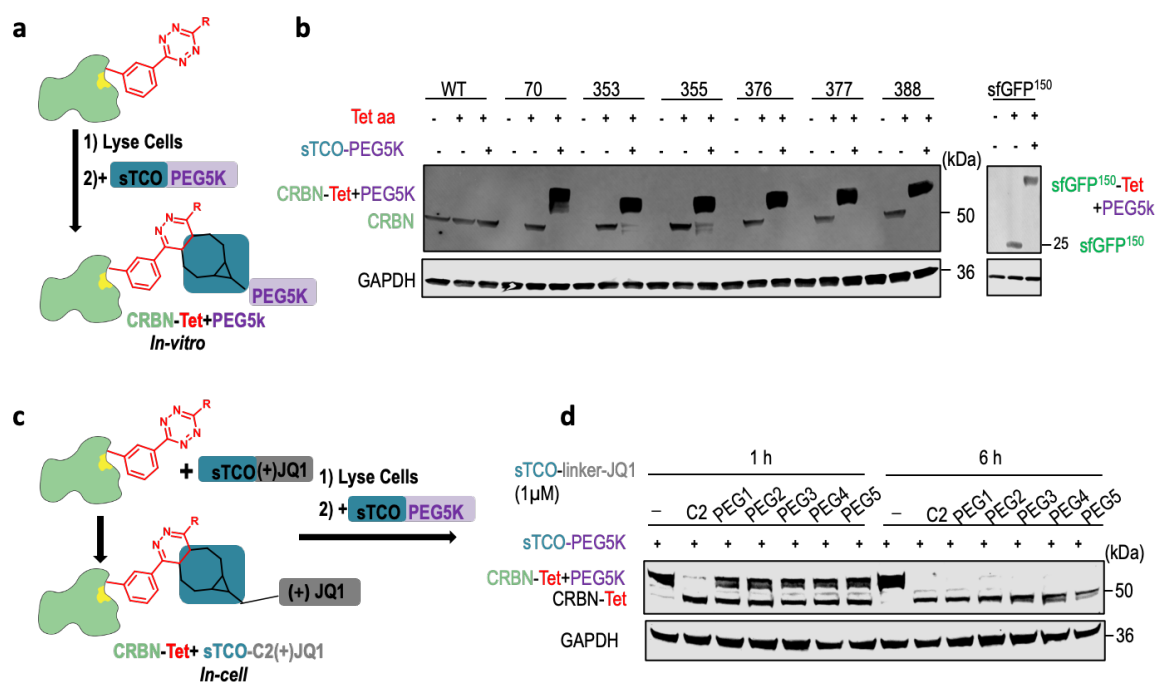 a
R
N
N
N
N
1) Lyse Cells
2)+ sTCO PEG5K
R
N
N
PEG5K
CRBN-Tet+PEG5k
In-vitro
b
WT 70 353 355 376 377 388 sfGFP150
Tet aa - + + - + + - + + - + + - + + - + + - + + - + +
sTCO-PEG5K + + + + + + + +
(kDa)
CRBN-Tet+PEG5K
CRBN
50
25
sfGFP150-Tet
+PEG5k
sfGFP150
GAPDH
36
c
R
N
N
N
N
+ sTCO(+)JQ1
1) Lyse Cells
2) + sTCO PEG5K
R
N
N
(+) JQ1
CRBN-Tet+ sTCO-C2(+)JQ1
In-cell
d
1 h 6 h
sTCO-linker-JQ1
(1µM)
– C2 PEG1 PEG2 PEG3 PEG4 PEG5 – C2 PEG1 PEG2 PEG3 PEG4 PEG5
sTCO-PEG5K + + + + + + + + + + + + + +
(kDa)
CRBN-Tet+PEG5K
50
CRBN-Tet
GAPDH
36